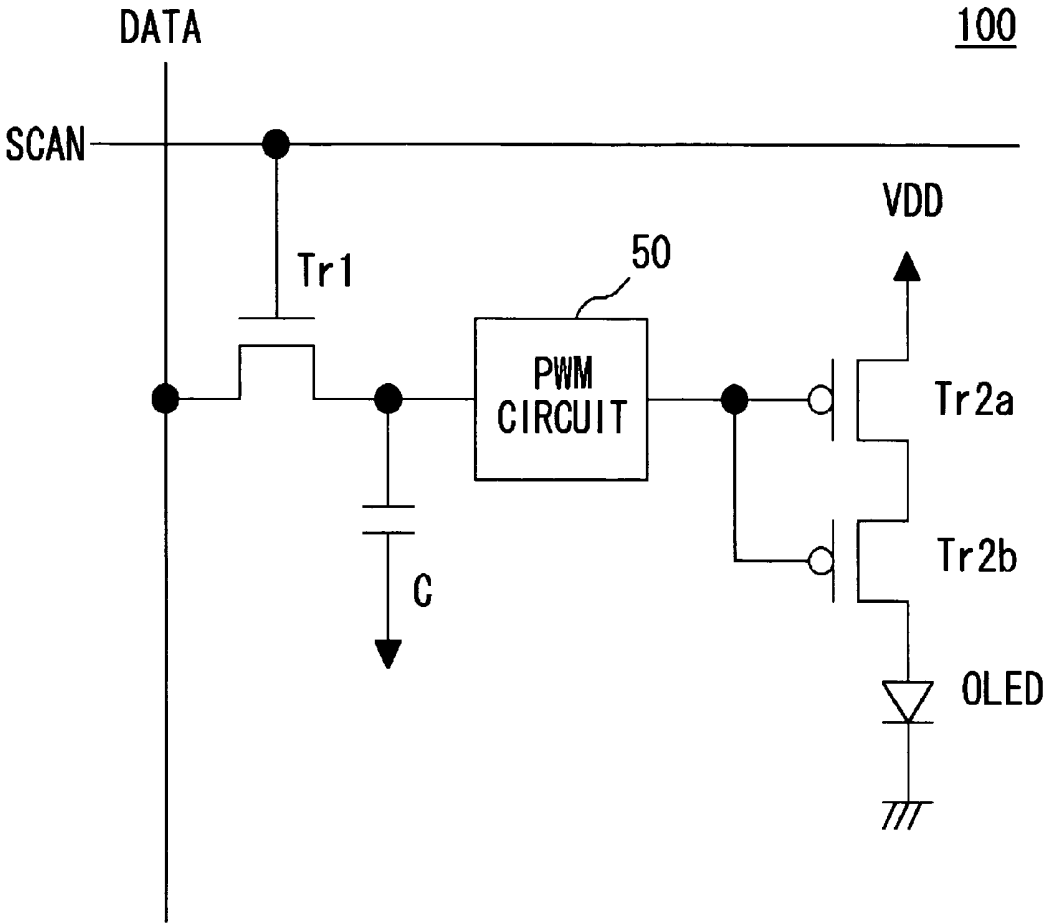 DATA
100
SCAN
VDD
Tr1
50
PWM
CIRCUIT
Tr2a
Tr2b
C
OLED